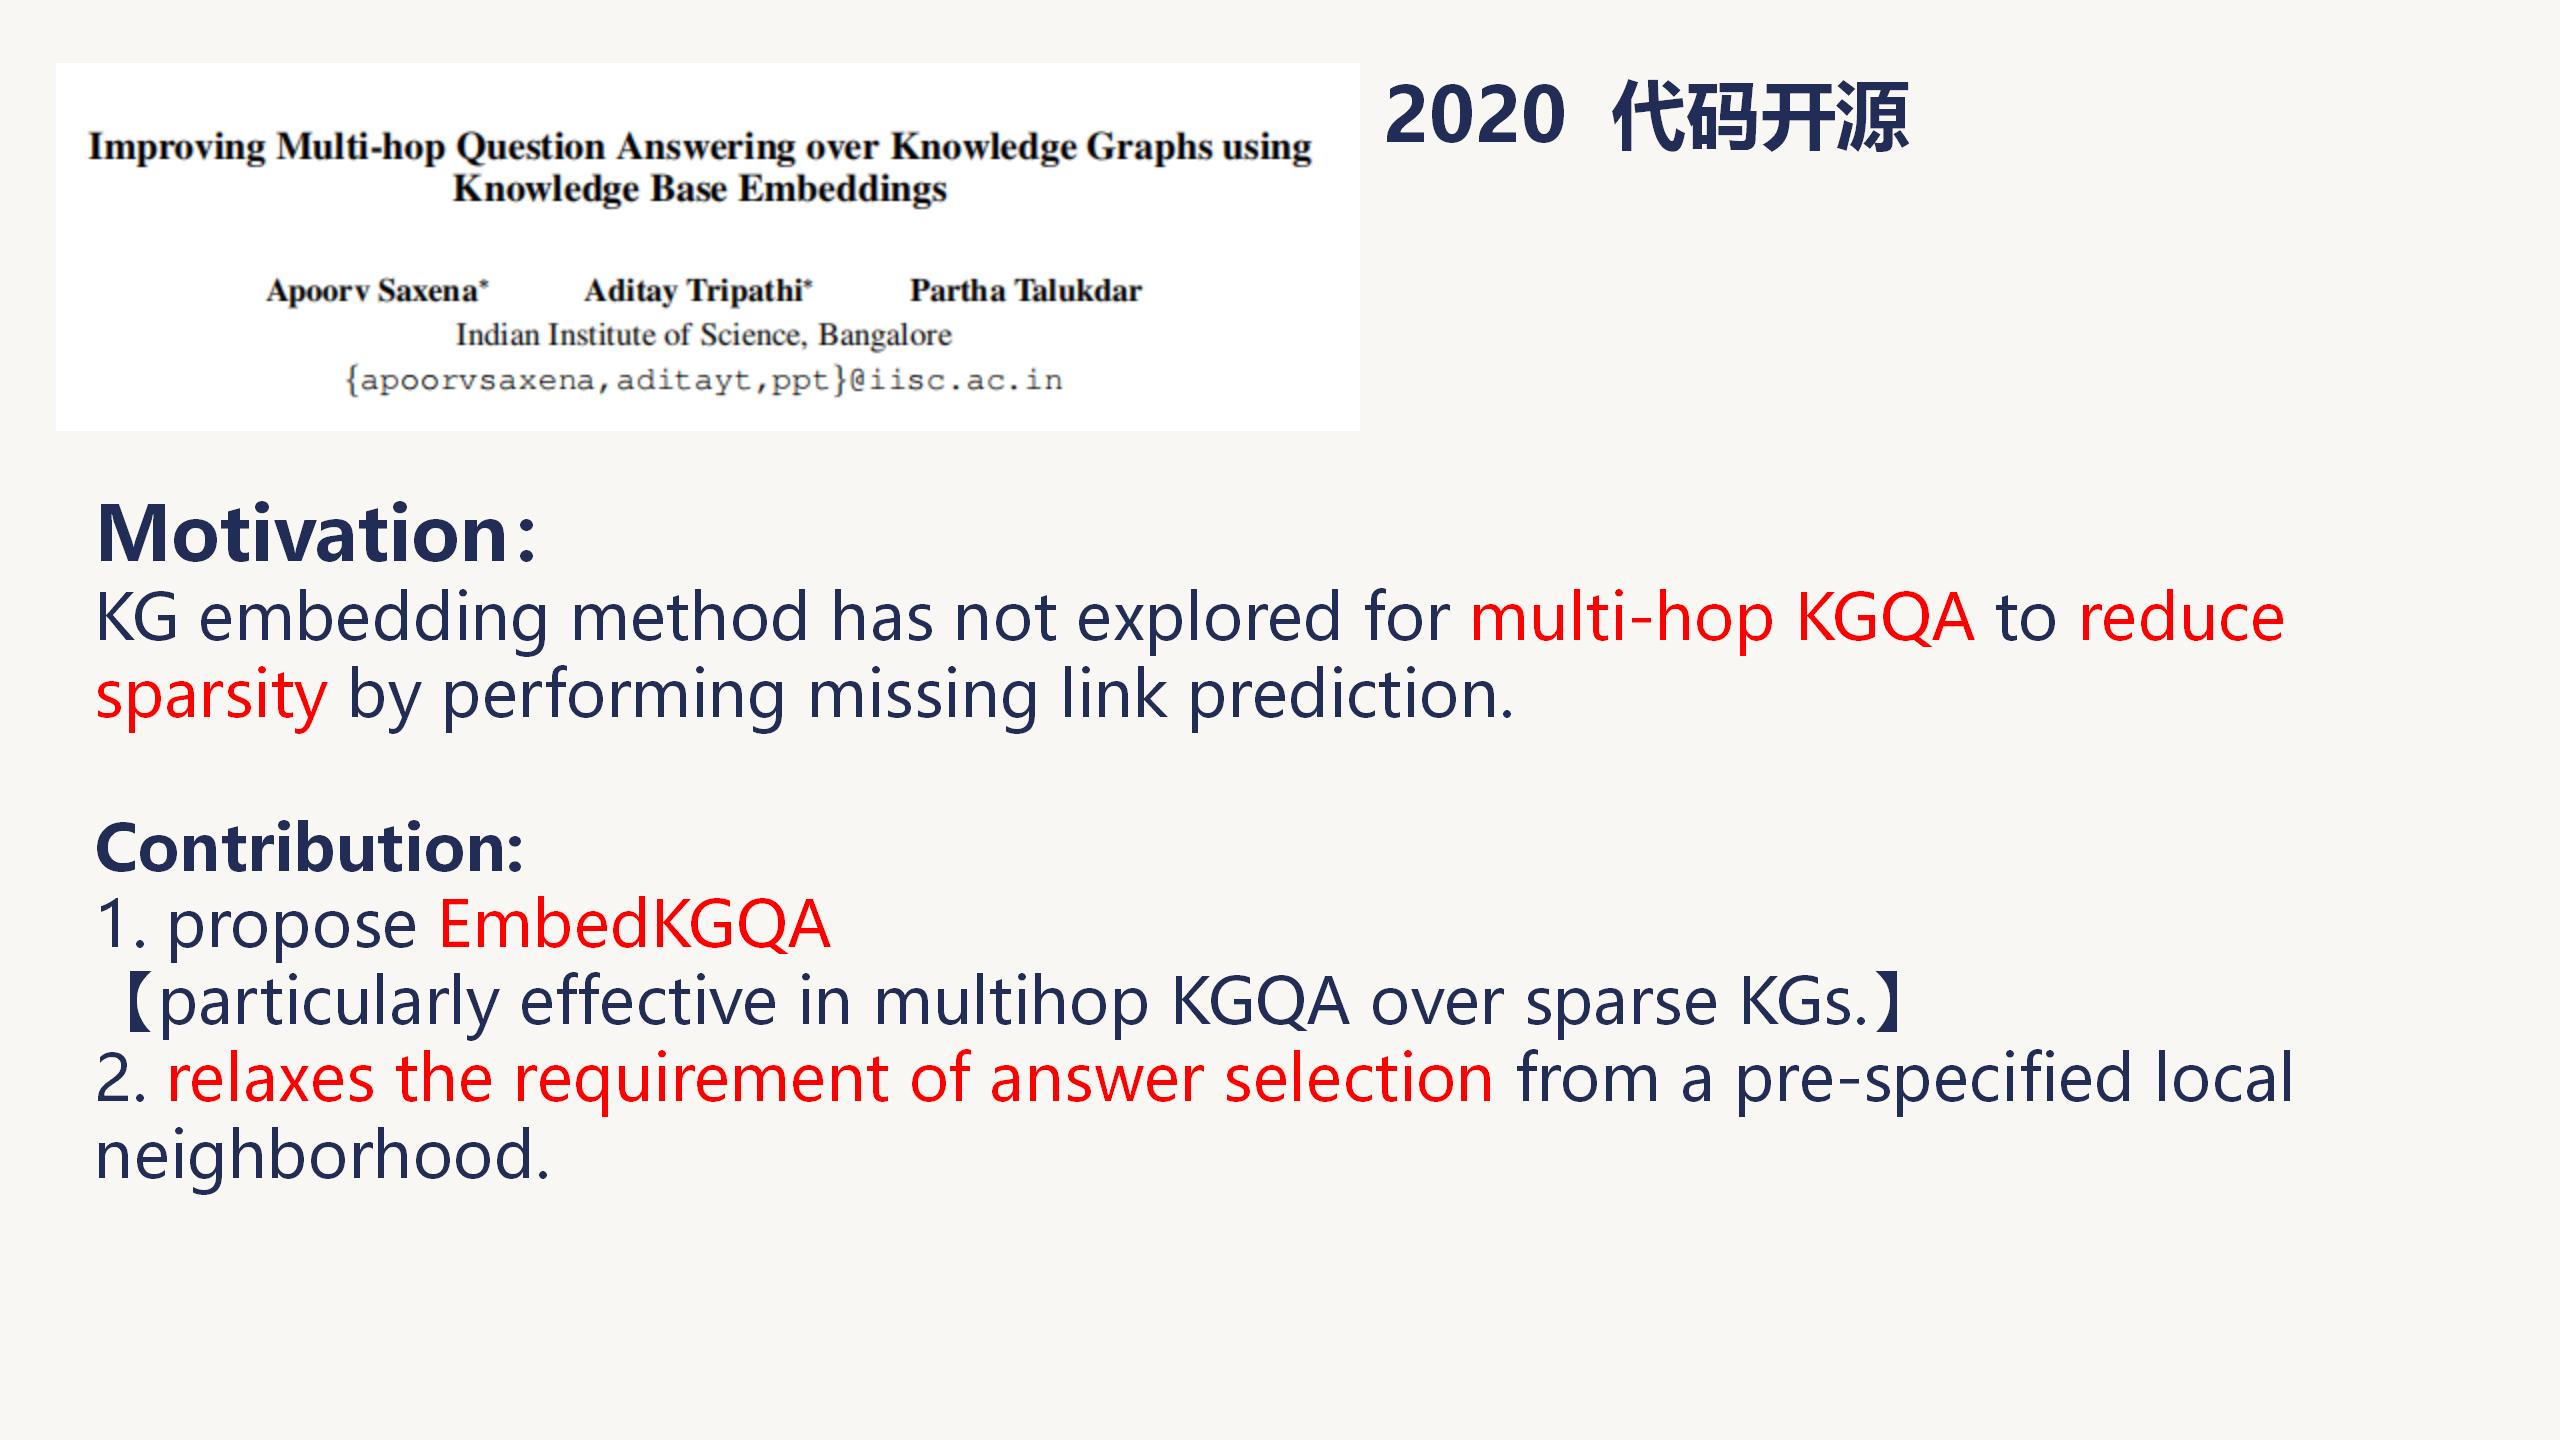 Improving Multi-hop Question Answering over Knowledge Graphs using
Knowledge Base Embeddings
Apoorv Saxena* Aditay Tripathi* Partha Talukdar
Indian Institute of Science, Bangalore
{apoorvsaxena,aditayt,ppt}@iisc.ac.in
2020 代码开源
Motivation：
KG embedding method has not explored for multi-hop KGQA to reduce
sparsity by performing missing link prediction.
Contribution:
1. propose EmbedKGQA
【particularly effective in multihop KGQA over sparse KGs.】
2. relaxes the requirement of answer selection from a pre-specified local
neighborhood.